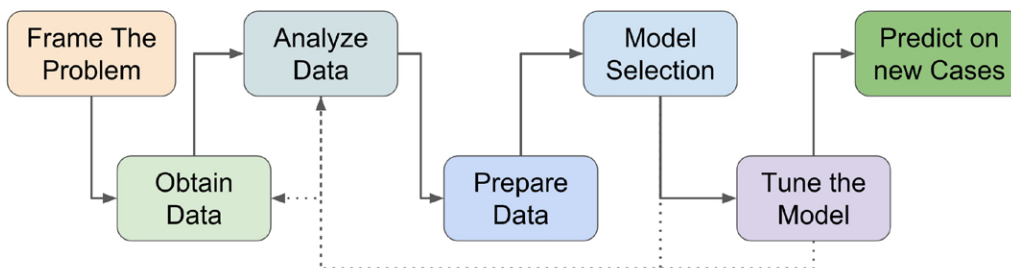 Frame The
Problem
Obtain
Data
Analyze
Data
Prepare
Data
Model
Selection
Tune the
Model
Predict on
new Cases